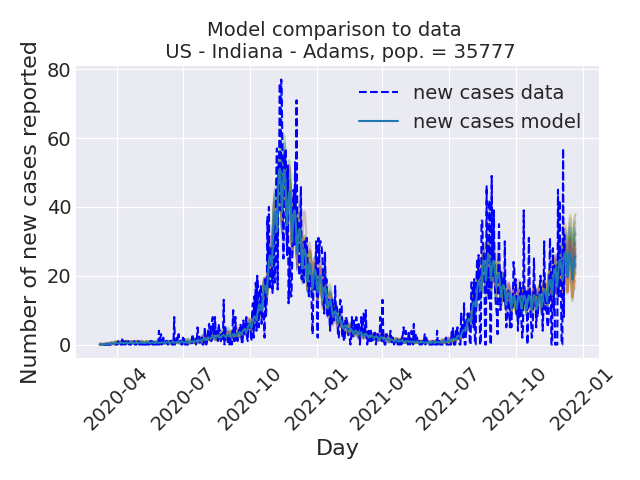 Model comparison to data
US - Indiana - Adams, pop. = 35777
Number of new cases reported
80
60
40
20
0
new cases data
new cases model
2020-04
2020-07
2020-10
2021-01
2021-04
2021-07
2021-10
2022-01
Day